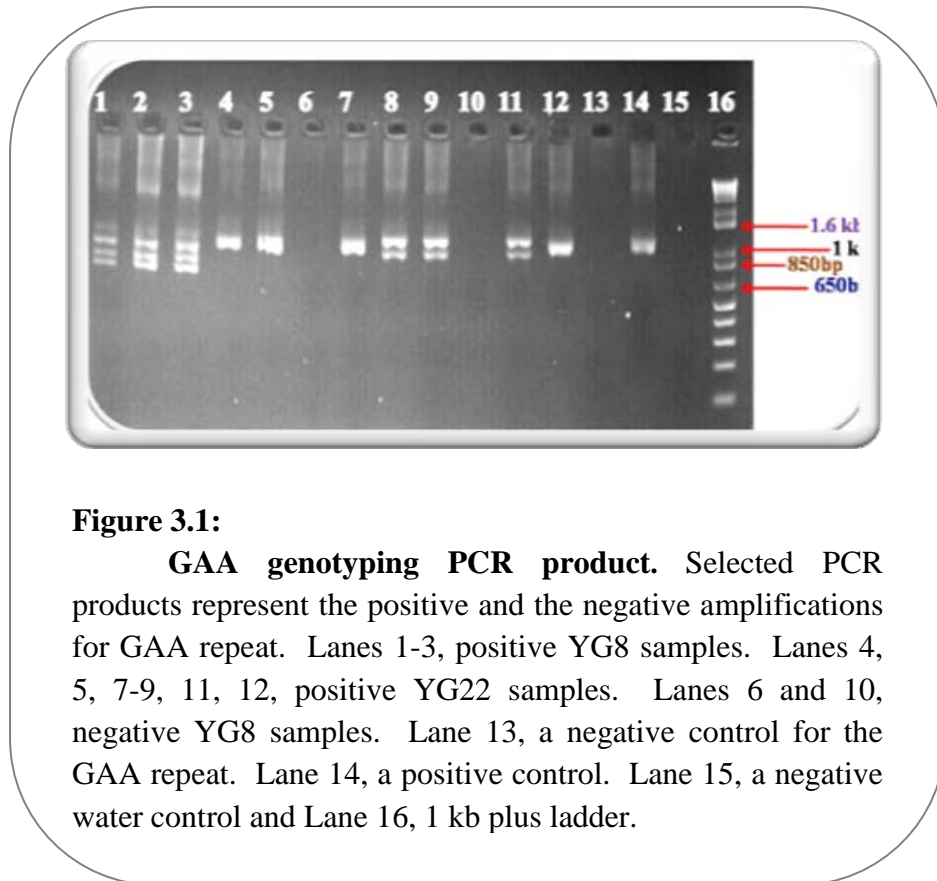 1 2 3 4 5 6 7 8 9 10 11 12 13 14 15 16
1.6 kb
1 k
850bp
650b
Figure 3.1:
GAA genotyping PCR product. Selected PCR
products represent the positive and the negative amplifications
for GAA repeat. Lanes 1-3, positive YG8 samples. Lanes 4,
5, 7-9, 11, 12, positive YG22 samples. Lanes 6 and 10,
negative YG8 samples. Lane 13, a negative control for the
GAA repeat. Lane 14, a positive control. Lane 15, a negative
water control and Lane 16, 1 kb plus ladder.